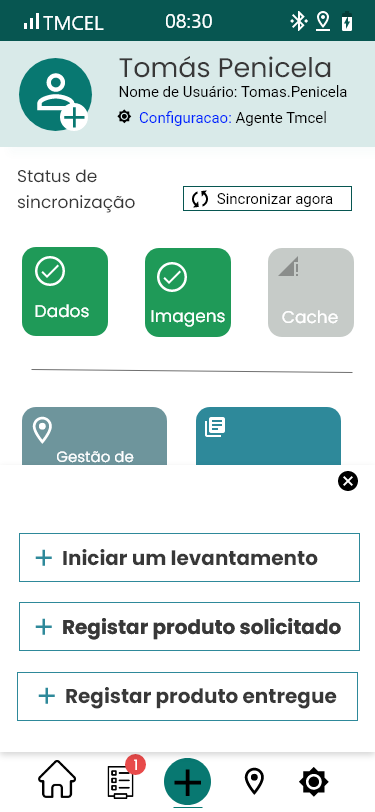 TMCEL 08:30
Tomás Penicela
Nome de Usuário: Tomas.Penicela
Configuracao: Agente Tmcel
Status de
sincronização
Sincronizar agora
Dados
Imagens
Cache
Gestão de
+ Iniciar um levantamento
+ Registar produto solicitado
+ Registar produto entregue
1